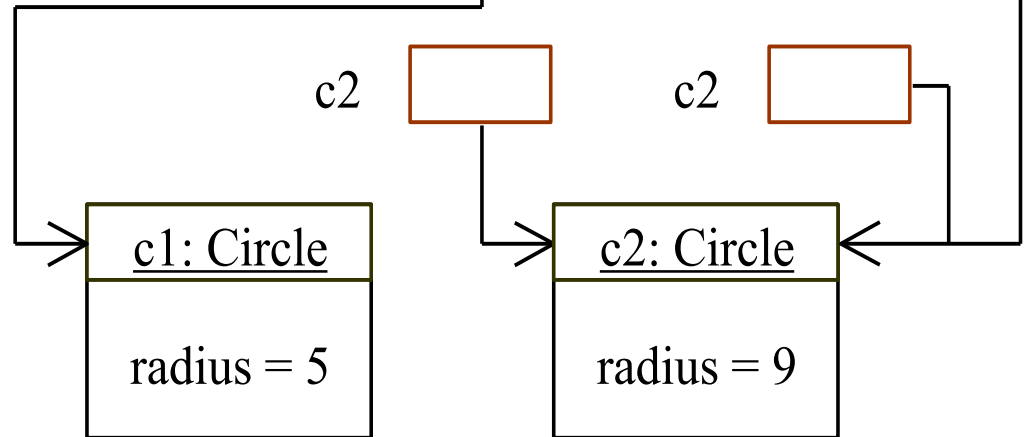 c2
c2
c1: Circle
c2: Circle
radius = 5
radius = 9